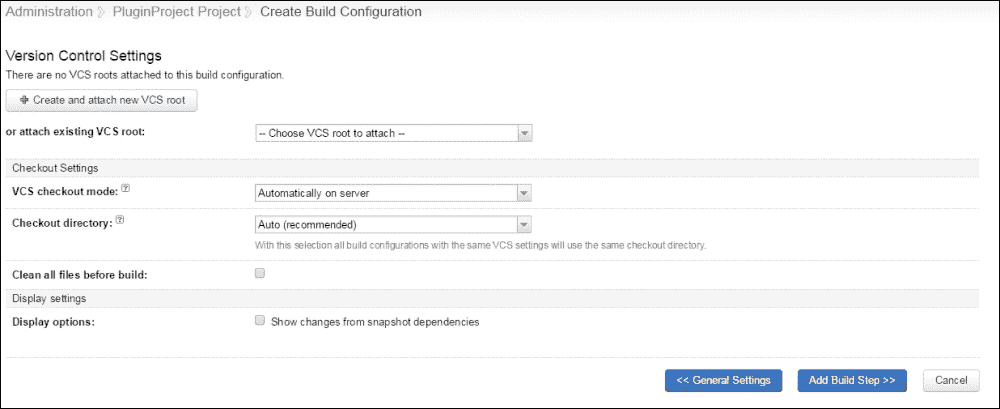 Administration » PluginProject Project » Create Build Configuration
Version Control Settings
There are no VCS roots attached to this build configuration.
+ Create and attach new VCS root
or attach existing VCS root: -- Choose VCS root to attach --
Checkout Settings
VCS checkout mode: ? Automatically on server
Checkout directory: ? Auto (recommended)
With this selection all build configurations with the same VCS settings will use the same checkout directory.
Clean all files before build:
Display settings
Display options: Show changes from snapshot dependencies
<< General Settings Add Build Step >> Cancel